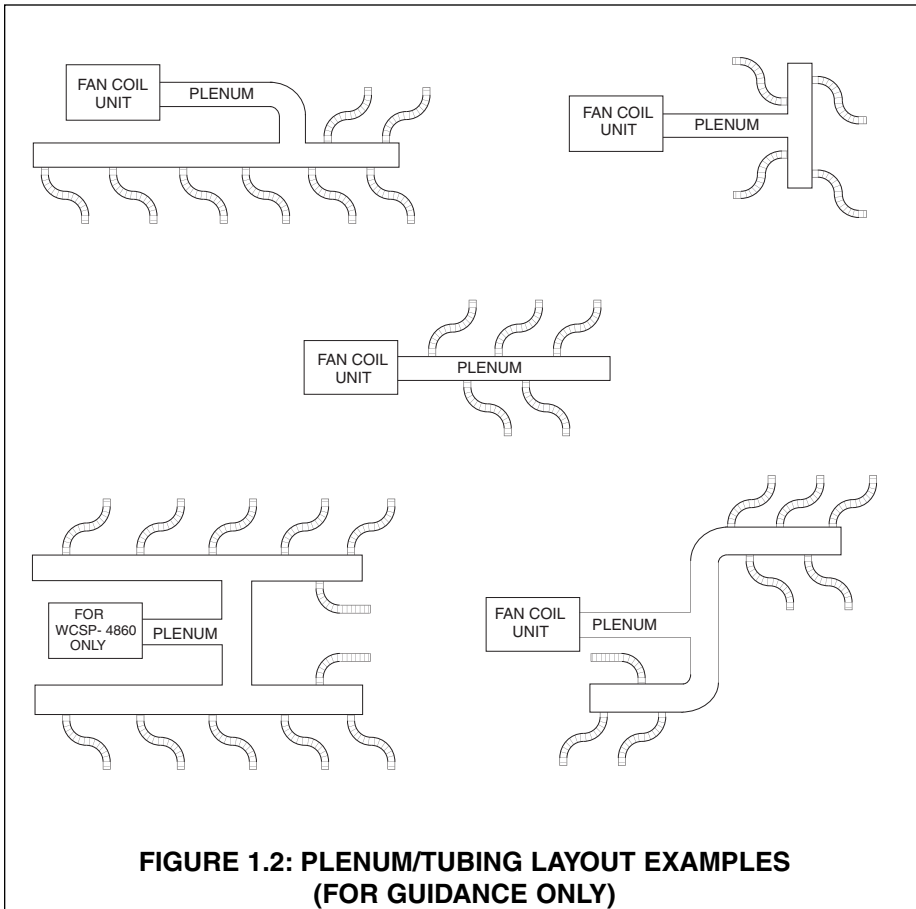 FAN COIL
UNIT
PLENUM
FAN COIL
UNIT
PLENUM
FAN COIL
UNIT
PLENUM
FOR
WCSP- 4860
ONLY
PLENUM
FAN COIL
UNIT
PLENUM
FIGURE 1.2: PLENUM/TUBING LAYOUT EXAMPLES
(FOR GUIDANCE ONLY)